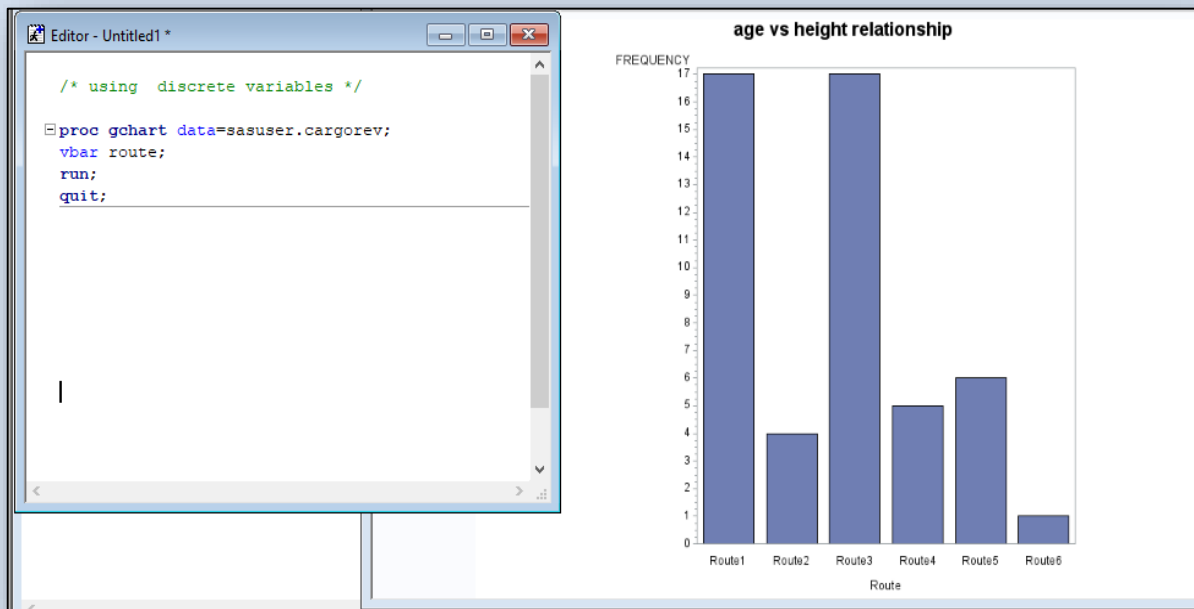 Editor - Untitled1 *
/* using  discrete variables */
proc gchart data=sasuser.cargorev;
vbar route;
run;
quit;
age vs height relationship
FREQUENCY
17
16
15
14
13
12
11
10
9
8
7
6
5
4
3
2
1
0
Route1 Route2 Route3 Route4 Route5 Route6
Route